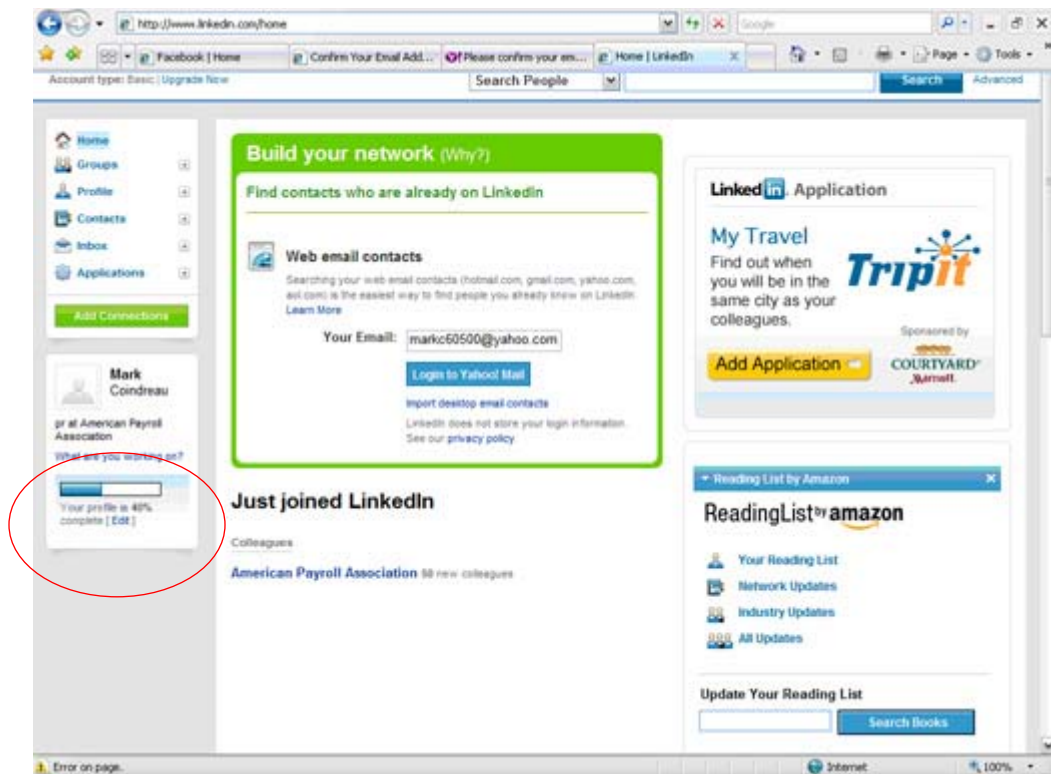 http://www.linkedin.com/home
Google
Facebook | Home
Confirm Your Email Add...
Please confirm your em...
Home | LinkedIn
Page
Tools
Account type: Basic | Upgrade Now
Search People
Search
Advanced
Home
Groups
Profile
Contacts
Inbox
Applications
Add Connections
Mark
Coindreau
pr at American Payroll
Association
What are you working on?
Your profile is 40%
complete [ Edit ]
Build your network (Why?)
Find contacts who are already on LinkedIn
Web email contacts
Searching your web email contacts (hotmail.com, gmail.com, yahoo.com,
aol.com) is the easiest way to find people you already know on LinkedIn.
Learn More
Your Email:
markc60500@yahoo.com
Login to Yahoo! Mail
Import desktop email contacts
LinkedIn does not store your login information.
See our privacy policy
Just joined LinkedIn
Colleagues
American Payroll Association 50 new colleagues
Linked in. Application
My Travel
Find out when
you will be in the
same city as your
colleagues.
Tripit
Sponsored by
COURTYARD
Marriott.
Add Application
Reading List by Amazon
ReadingList by amazon
Your Reading List
Network Updates
Industry Updates
All Updates
Update Your Reading List
Search Books
Error on page.
Internet
100%